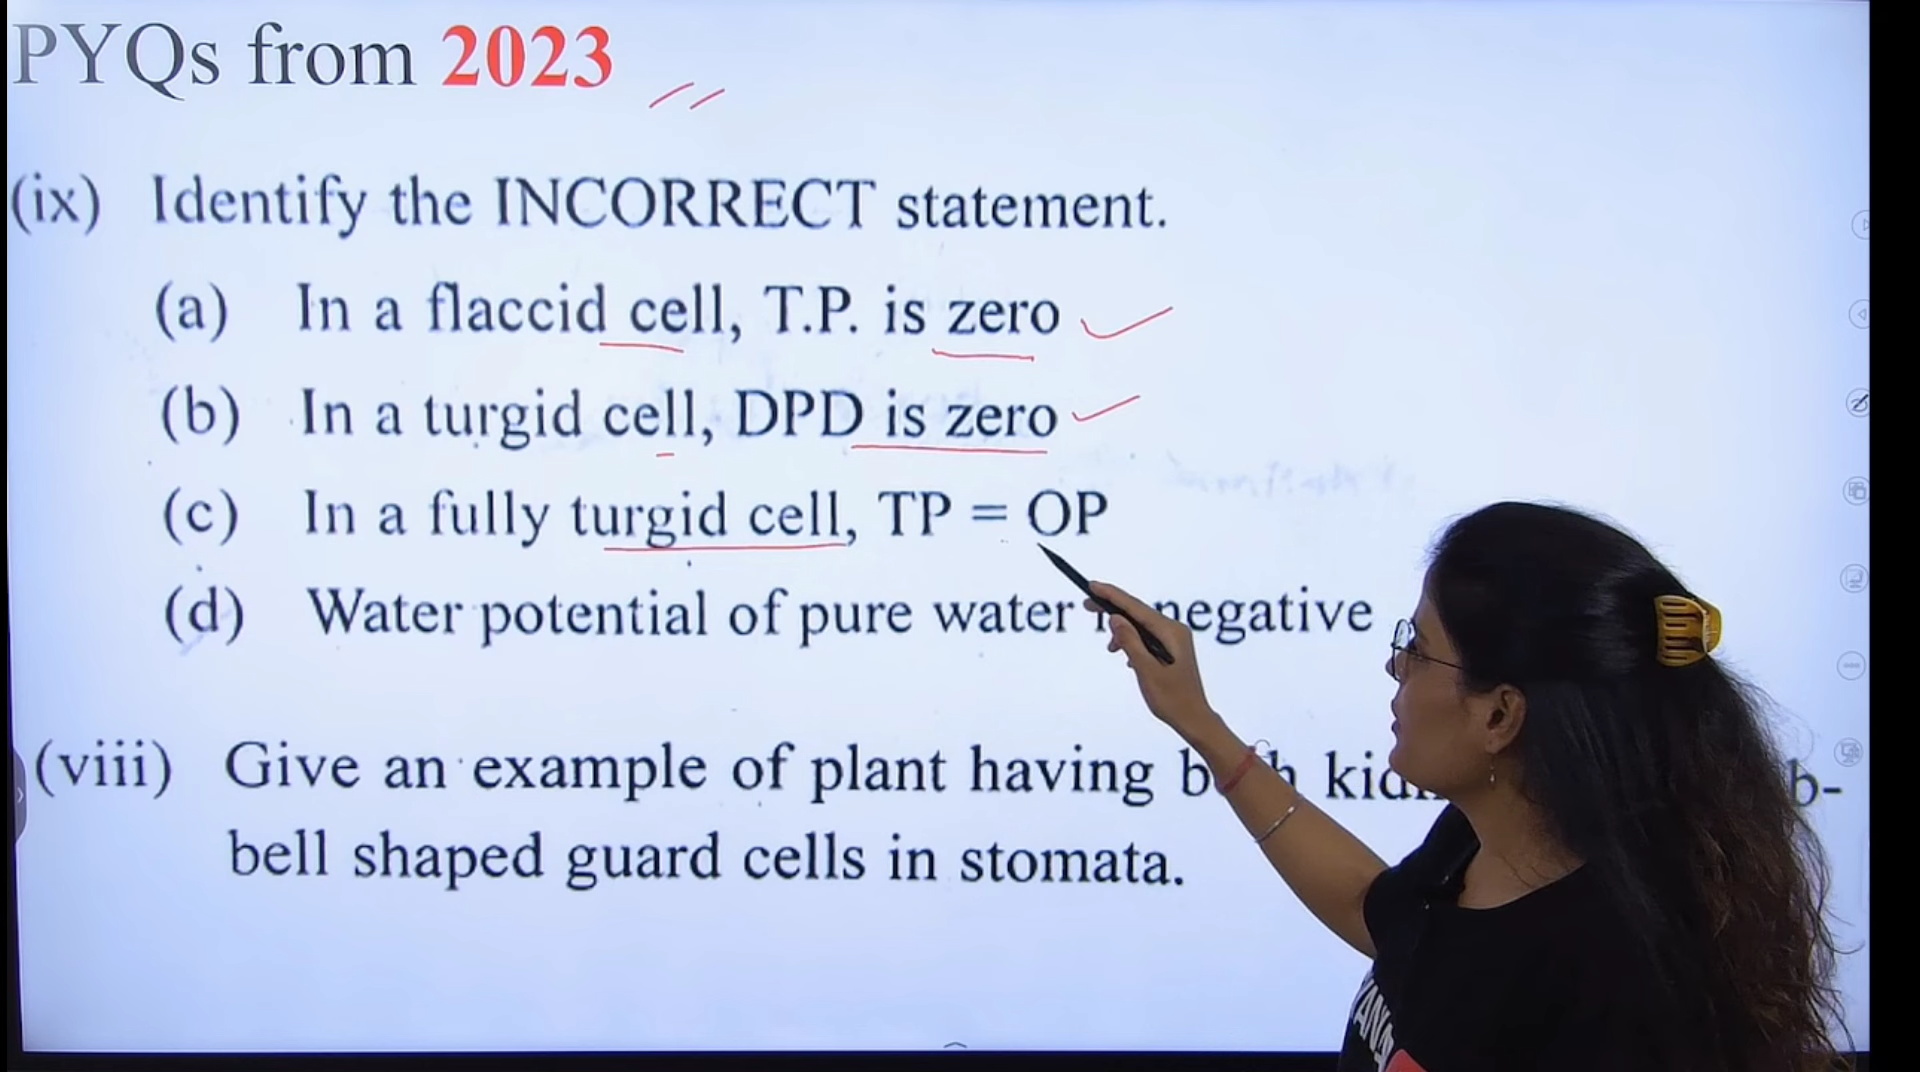 PYQs from 2023
(ix) Identify the INCORRECT statement.
(a) In a flaccid cell, T.P. is zero
(b) In a turgid cell, DPD is zero
(c) In a fully turgid cell, TP = OP
(d) Water potential of pure water negative
(viii) Give an example of plant having b-
bell shaped guard cells in stomata.